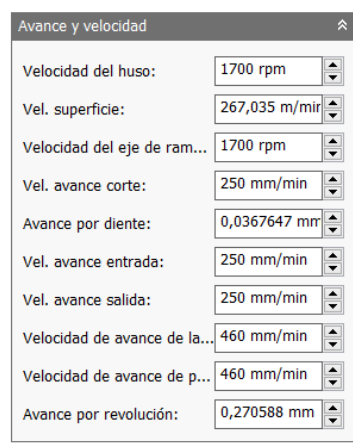 Avance y velocidad
Velocidad del huso: 1700 rpm
Vel. superficie: 267,035 m/min
Velocidad del eje de ram... 1700 rpm
Vel. avance corte: 250 mm/min
Avance por diente: 0,0367647 mm
Vel. avance entrada: 250 mm/min
Vel. avance salida: 250 mm/min
Velocidad de avance de la... 460 mm/min
Velocidad de avance de p... 460 mm/min
Avance por revolución: 0,270588 mm